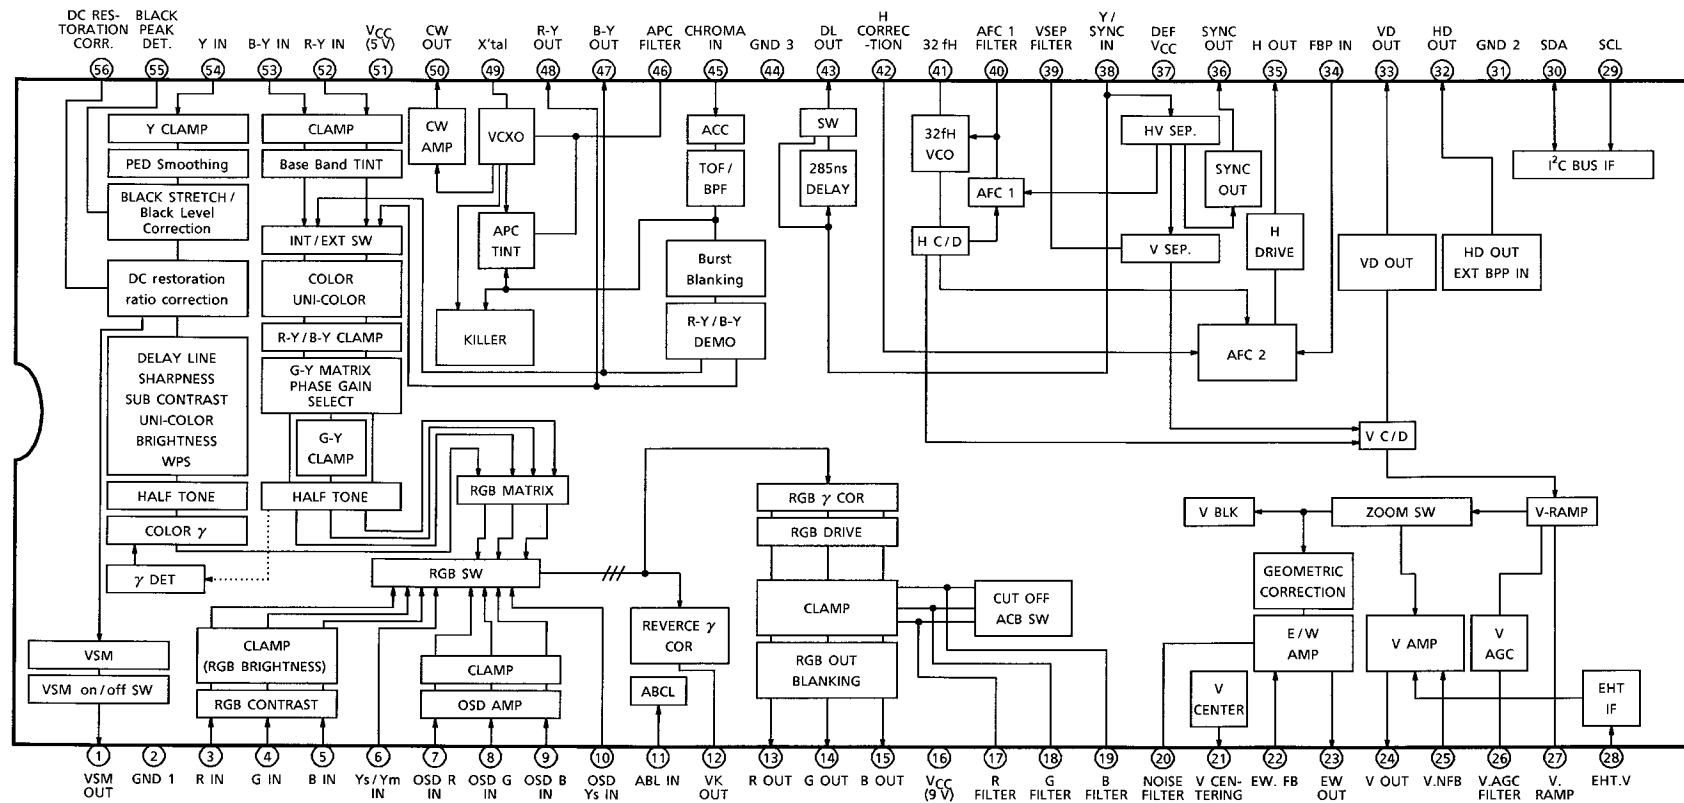 DC RES-
TORATION
CORR.
BLACK
PEAK
DET.
Y IN
B-Y IN
R-Y IN
VCC
(5 V)
CW
OUT
X'tal
R-Y
OUT
B-Y
OUT
APC
FILTER
CHROMA
IN
GND 3
DL
OUT
H
CORREC
-TION
32 fH
AFC 1
FILTER
VSEP
FILTER
Y /
SYNC
IN
DEF
VCC
SYNC
OUT
H OUT
FBP IN
VD
OUT
HD
OUT
GND 2
SDA
SCL
56 55 54 53 52 51 50 49 48 47 46 45 44 43 42 41 40 39 38 37 36 35 34 33 32 31 30 29
Y CLAMP
PED Smoothing
BLACK STRETCH /
Black Level
Correction
DC restoration
ratio correction
DELAY LINE
SHARPNESS
SUB CONTRAST
UNI-COLOR
BRIGHTNESS
WPS
HALF TONE
COLOR γ
γ DET
VSM
VSM on / off SW
CLAMP
Base Band TINT
INT / EXT SW
COLOR
UNI-COLOR
R-Y / B-Y CLAMP
G-Y MATRIX
PHASE GAIN
SELECT
G-Y
CLAMP
HALF TONE
CW
AMP
VCXO
APC
TINT
KILLER
ACC
TOF /
BPF
Burst
Blanking
R-Y / B-Y
DEMO
SW
285ns
DELAY
32fH
VCO
AFC 1
H C / D
HV SEP.
SYNC
OUT
V SEP.
H
DRIVE
AFC 2
VD OUT
HD OUT
EXT BPP IN
I²C BUS IF
V C / D
RGB MATRIX
RGB SW
CLAMP
(RGB BRIGHTNESS)
RGB CONTRAST
CLAMP
OSD AMP
REVERCE γ
COR
ABCL
RGB γ COR
RGB DRIVE
CLAMP
RGB OUT
BLANKING
CUT OFF
ACB SW
V BLK
ZOOM SW
V-RAMP
GEOMETRIC
CORRECTION
E / W
AMP
V AMP
V
AGC
V
CENTER
EHT
IF
1 2 3 4 5 6 7 8 9 10 11 12 13 14 15 16 17 18 19 20 21 22 23 24 25 26 27 28
VSM
OUT
GND 1
R IN
G IN
B IN
Ys / Ym
IN
OSD R
IN
OSD G
IN
OSD B
IN
OSD
Ys IN
ABL IN
VK
OUT
R OUT
G OUT
B OUT
VCC
(9 V)
R
FILTER
G
FILTER
B
FILTER
NOISE
FILTER
V CEN-
TERING
EW. FB
EW
OUT
V OUT
V.NFB
V.AGC
FILTER
V.
RAMP
EHT.V